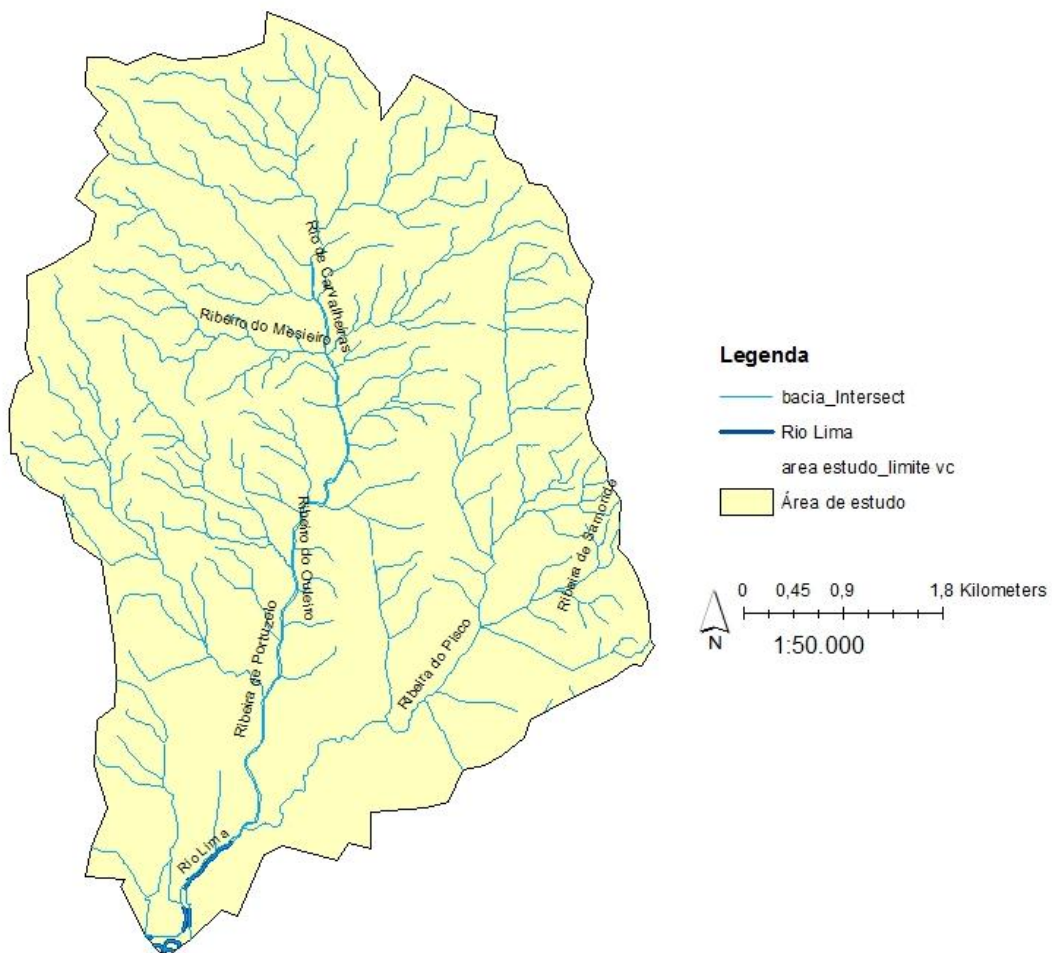 Rio de Carvalheiras
Ribeiro do Mesieiro
Ribeiro do Outeiro
Ribeira de Samorido
Ribeira de Portuzelo
Ribeira do Pisco
Rio Lima
Legenda
bacia_Intersect
Rio Lima
area estudo_limite vc
Área de estudo
0 0,45 0,9 1,8 Kilometers
N
1:50.000